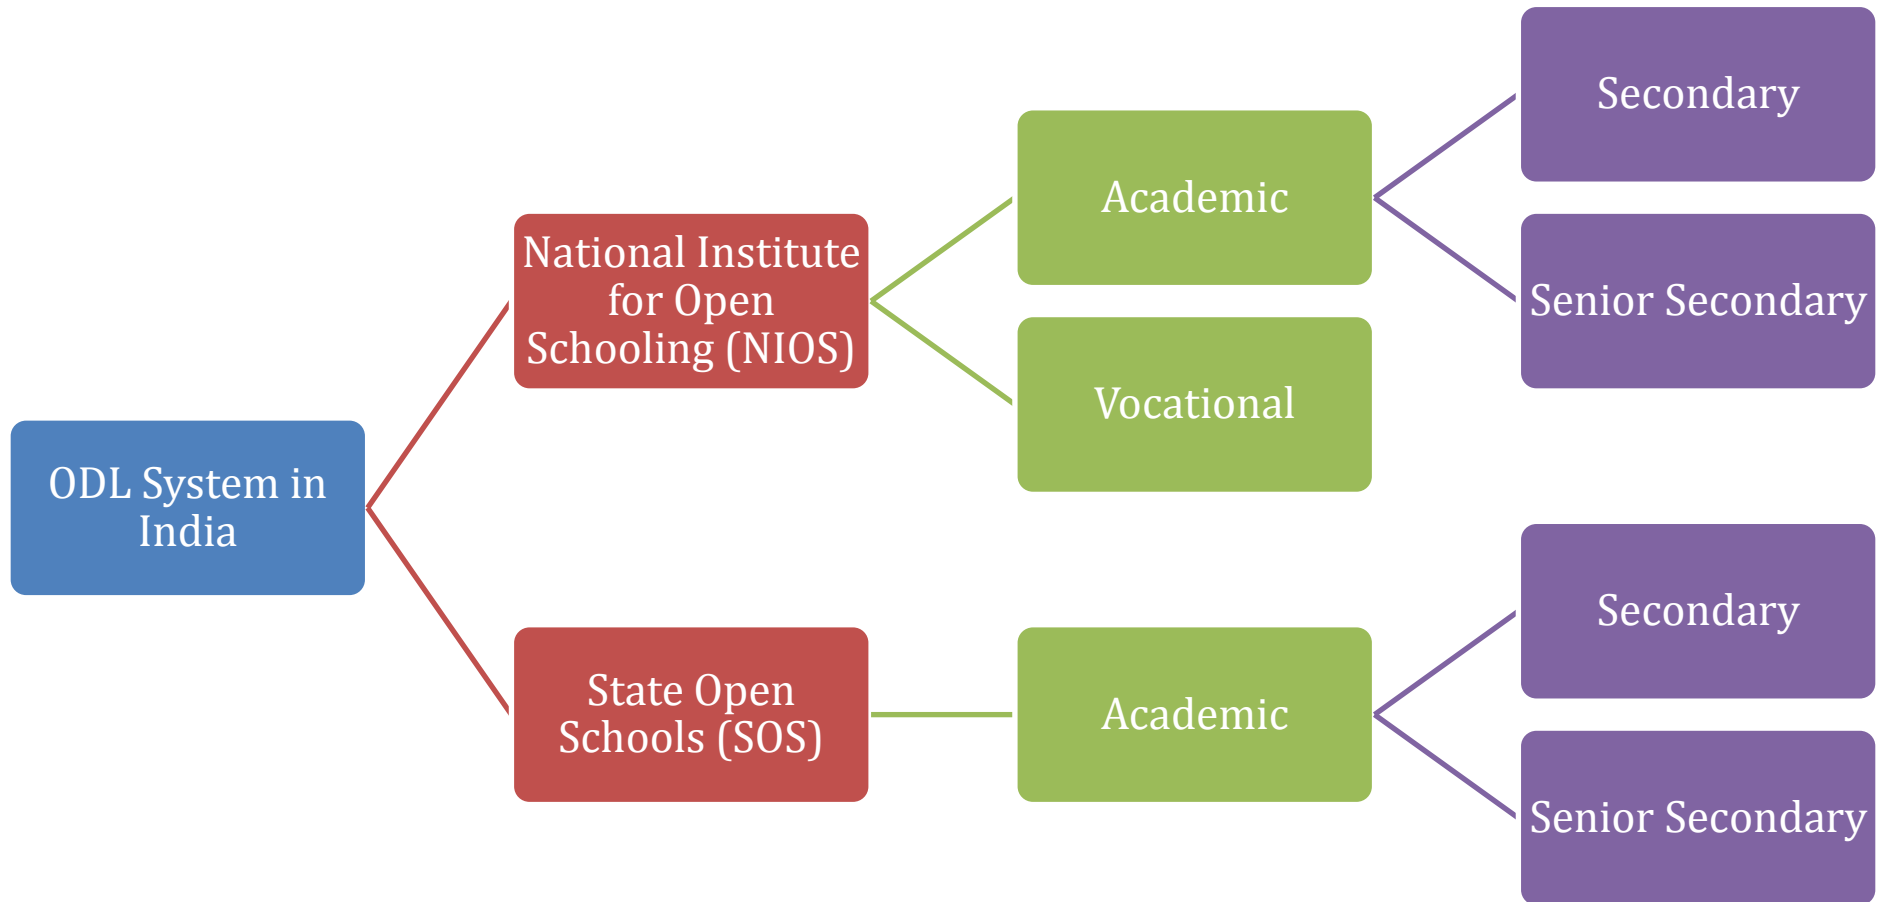 ODL System in
India
National Institute
for Open
Schooling (NIOS)
Academic
Secondary
Senior Secondary
Vocational
State Open
Schools (SOS)
Academic
Secondary
Senior Secondary